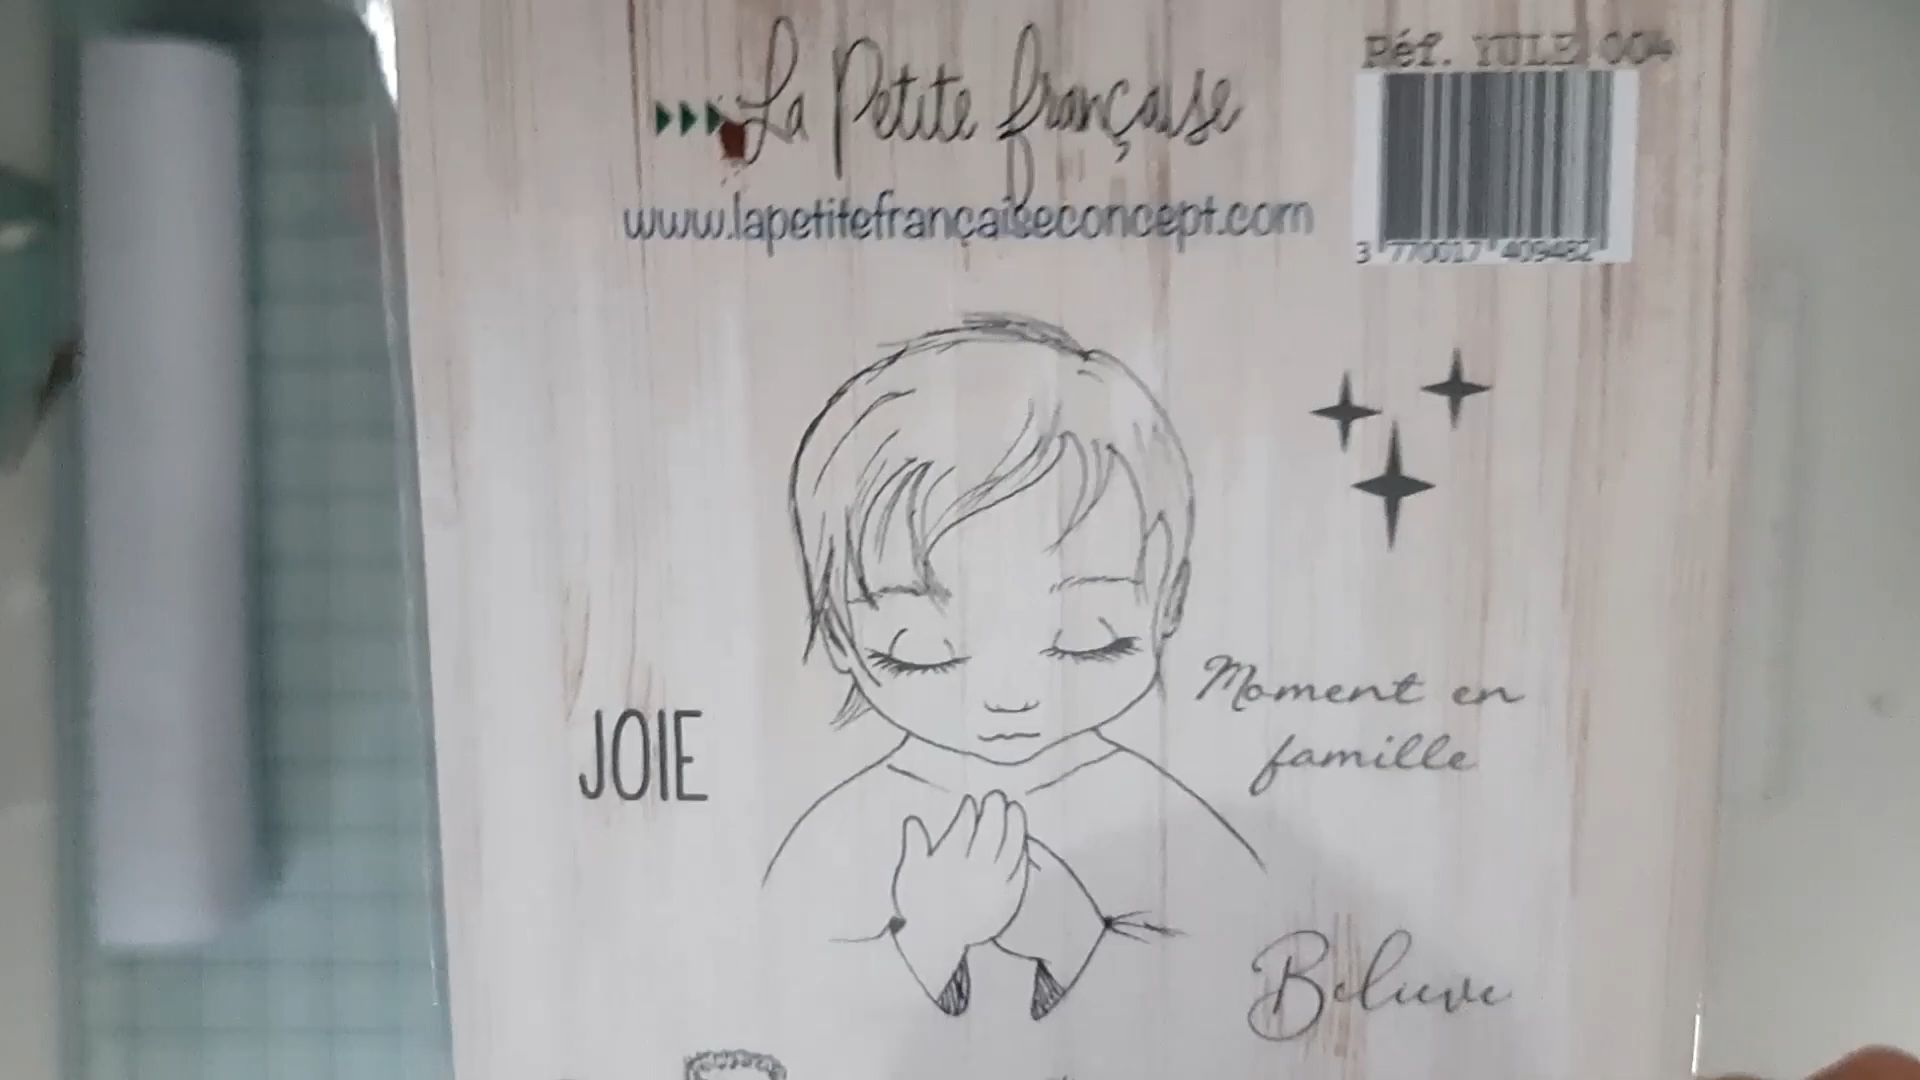 La Petite française
www.lapetitefrançaiseconcept.com
Réf. YULE 004
3 770017 409482
JOIE
Moment en
famille
Believe